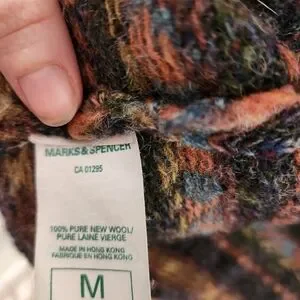 MARKS & SPENCER
CA 01295
100% PURE NEW WOOL/
PURE LAINE VIERGE
MADE IN HONG KONG
FABRIQUE EN HONG KONG
M